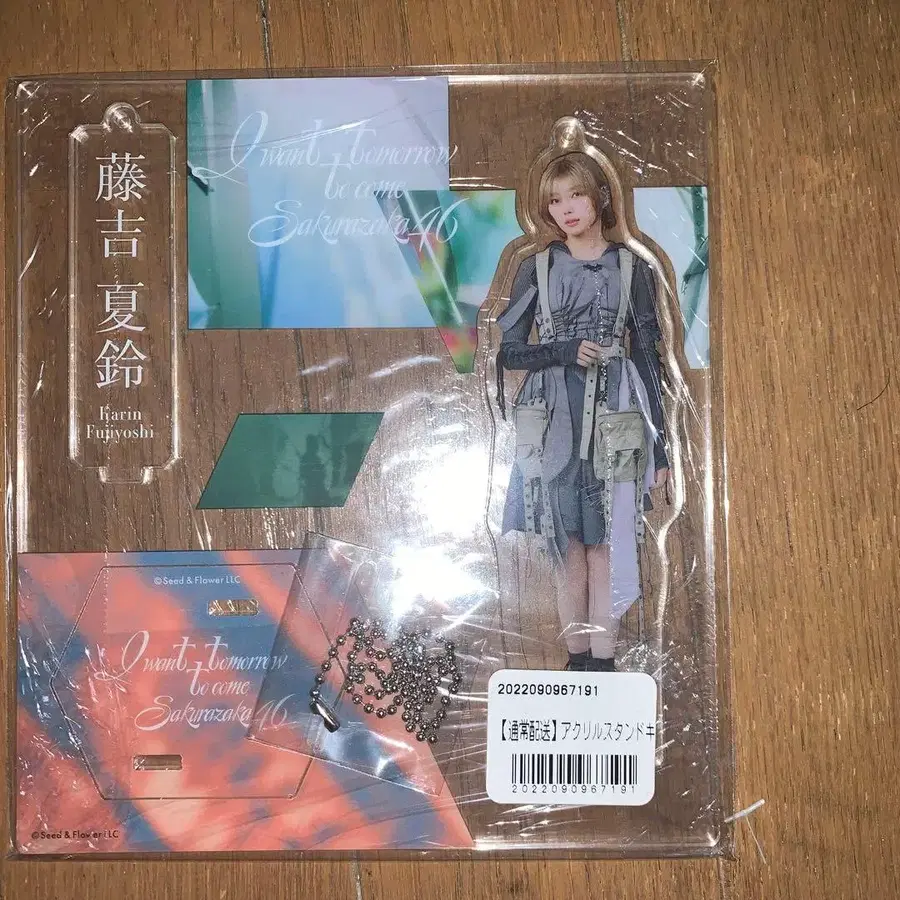 藤吉夏鈴
Karin
Fujiyoshi
I want tomorrow
to come
Sakurazaka46
©Seed & Flower LLC
I want tomorrow
to come
Sakurazaka46
©Seed & Flower LLC
2022090967191
【通常配送】アクリルスタンドキ
2022090967191